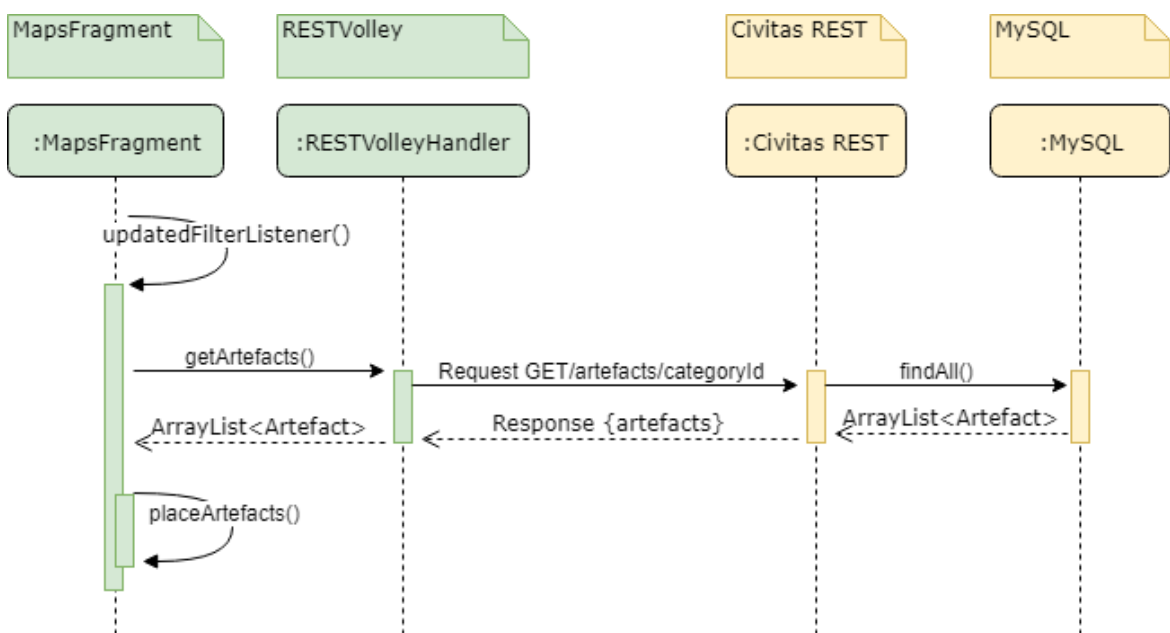 MapsFragment
RESTVolley
Civitas REST
MySQL
:MapsFragment
:RESTVolleyHandler
:Civitas REST
:MySQL
updatedFilterListener()
getArtefacts()
Request GET/artefacts/categoryId
findAll()
ArrayList<Artefact>
Response {artefacts}
ArrayList<Artefact>
placeArtefacts()